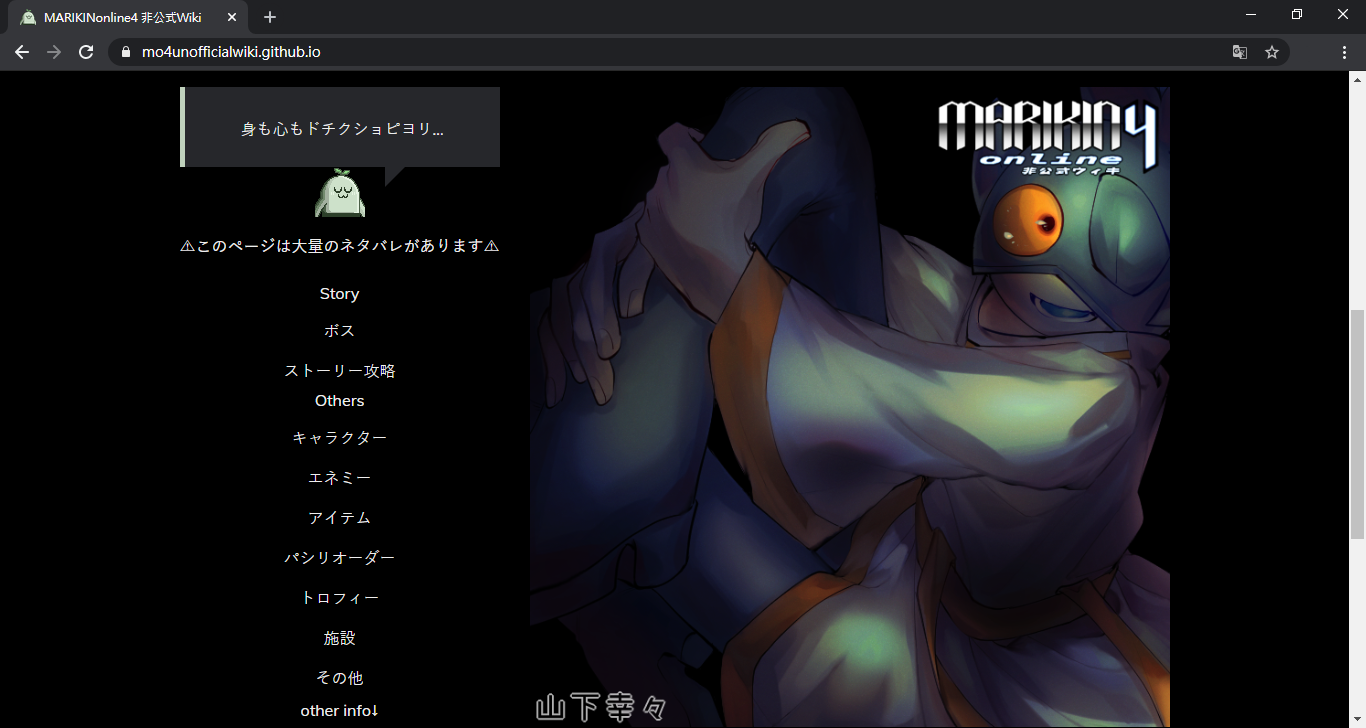 MARIKINonline4 非公式Wiki
mo4unofficialwiki.github.io
身も心もドチクショピヨリ...
⚠このページは大量のネタバレがあります⚠
Story
ボス
ストーリー攻略
Others
キャラクター
エネミー
アイテム
パシリオーダー
トロフィー
施設
その他
other info↓
MARIKIN4
online
非公式ウィキ
山下幸々